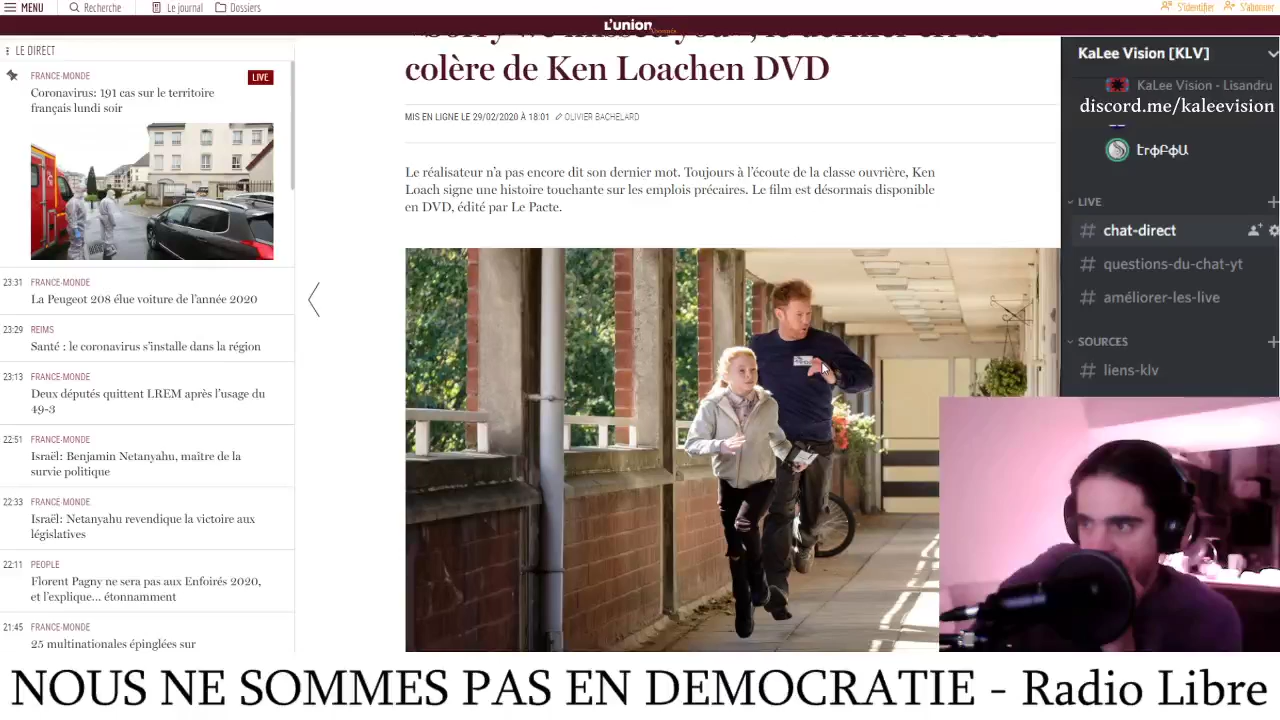 MENU
Recherche
Le journal
Dossiers
S'identifier
S'abonner
L'union
LE DIRECT
FRANCE-MONDE
LIVE
Coronavirus: 191 cas sur le territoire
français lundi soir
23:31 FRANCE-MONDE
La Peugeot 208 élue voiture de l'année 2020
23:29 REIMS
Santé : le coronavirus s'installe dans la région
23:13 FRANCE-MONDE
Deux députés quittent LREM après l'usage du
49-3
22:51 FRANCE-MONDE
Israël: Benjamin Netanyahu, maître de la
survie politique
22:33 FRANCE-MONDE
Israël: Netanyahu revendique la victoire aux
législatives
22:11 PEOPLE
Florent Pagny ne sera pas aux Enfoirés 2020,
et l'explique... étonnamment
21:45 FRANCE-MONDE
25 multinationales épinglées sur
colère de Ken Loachen DVD
MIS EN LIGNE LE 29/02/2020 À 18:01 OLIVIER BACHELARD
Le réalisateur n'a pas encore dit son dernier mot. Toujours à l'écoute de la classe ouvrière, Ken
Loach signe une histoire touchante sur les emplois précaires. Le film est désormais disponible
en DVD, édité par Le Pacte.
KaLee Vision [KLV]
KaLee Vision - Lisandru
discord.me/kaleevision
LIVE
# chat-direct
# questions-du-chat-yt
# améliorer-les-live
SOURCES
# liens-klv
NOUS NE SOMMES PAS EN DEMOCRATIE - Radio Libre